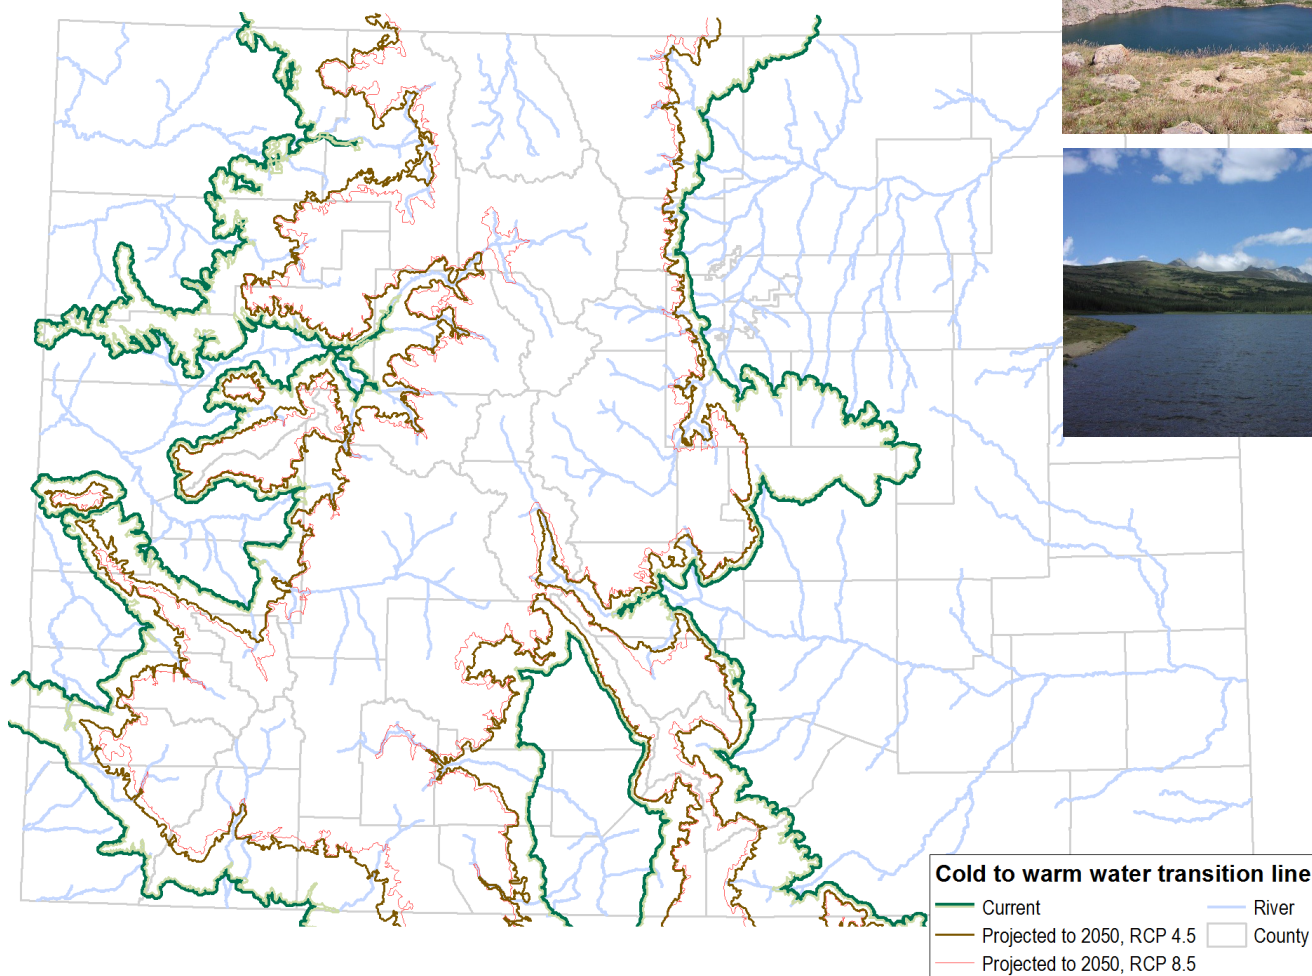 Cold to warm water transition line
Current
River
Projected to 2050, RCP 4.5
County
Projected to 2050, RCP 8.5